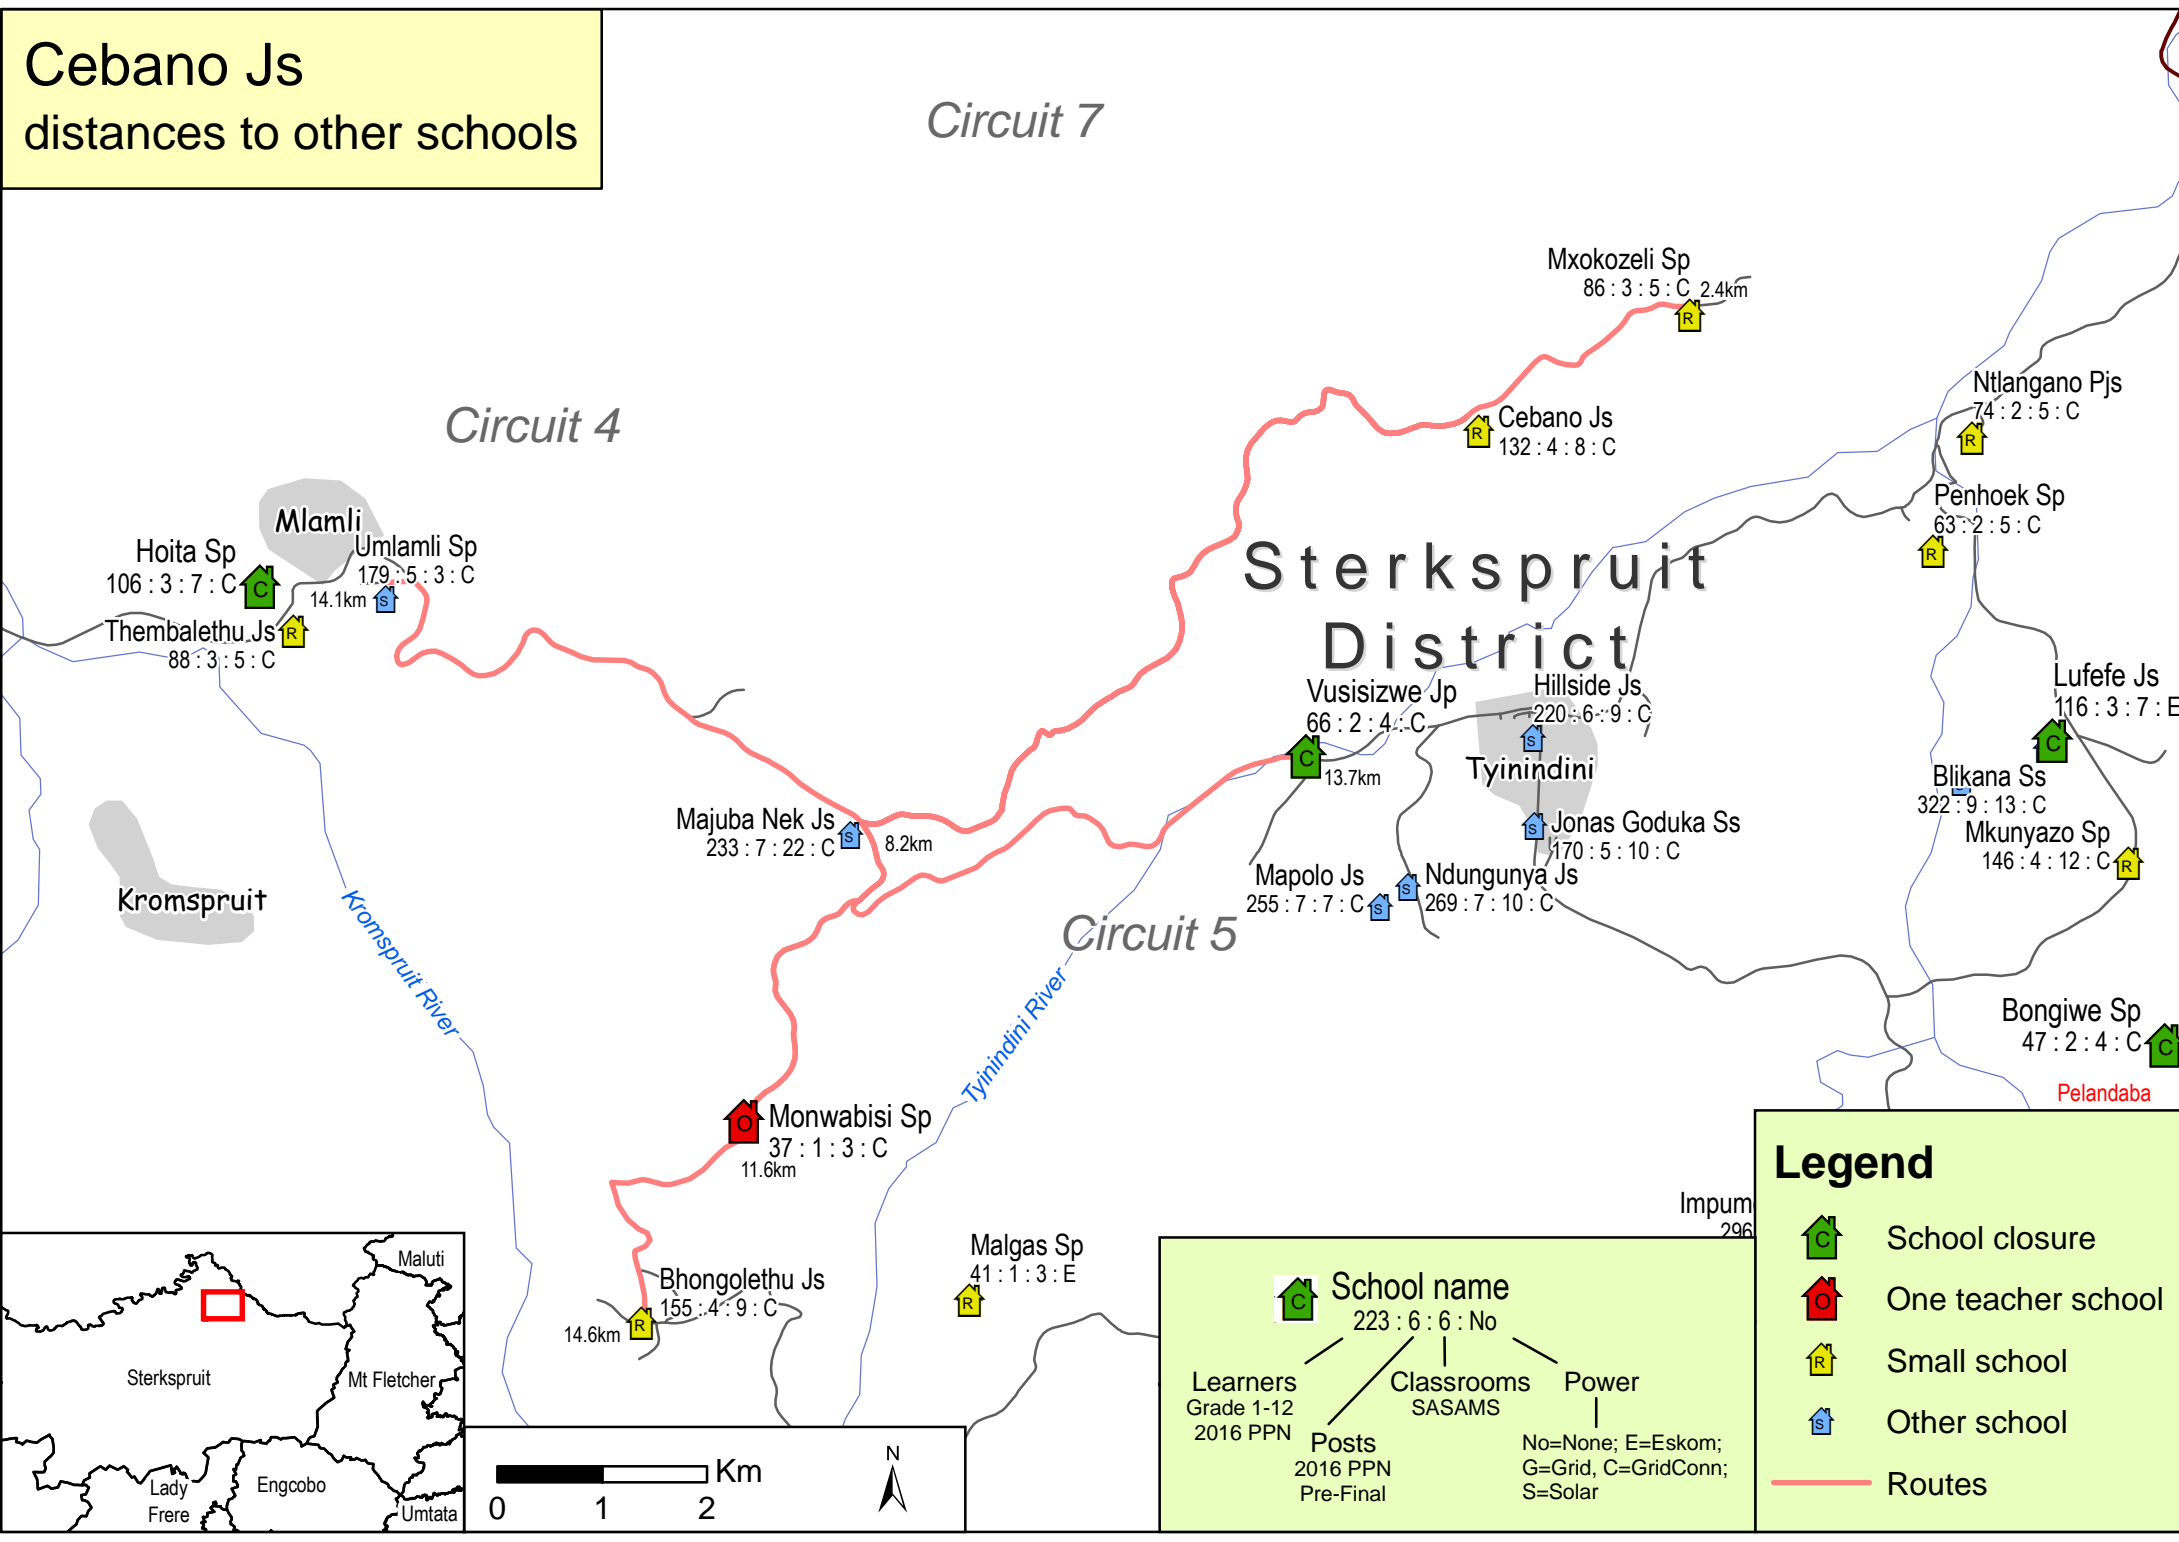 Cebano Js
distances to other schools
Circuit 7
Mxokozeli Sp
86 : 3 : 5 : C
2.4km
Ntlangano Pjs
74 : 2 : 5 : C
Circuit 4
Cebano Js
132 : 4 : 8 : C
Penhoek Sp
63 : 2 : 5 : C
Mlamli
Hoita Sp
106 : 3 : 7 : C
C
Umlamli Sp
179 : 5 : 3 : C
14.1km
S
Thembalethu Js
88 : 3 : 5 : C
R
Sterkspruit
District
Vusisizwe Jp
66 : 2 : 4 : C
C
13.7km
Hillside Js
220 : 6 : 9 : C
S
Tyinindini
Lufefe Js
116 : 3 : 7 : E
C
Blikana Ss
322 : 9 : 13 : C
Majuba Nek Js
233 : 7 : 22 : C
S
8.2km
Jonas Goduka Ss
170 : 5 : 10 : C
S
Mkunyazo Sp
146 : 4 : 12 : C
R
Mapolo Js
255 : 7 : 7 : C
S
Ndungunya Js
269 : 7 : 10 : C
S
Kromspruit
Kromspruit River
Circuit 5
Tyinindini River
Bongiwe Sp
47 : 2 : 4 : C
C
Pelandaba
Monwabisi Sp
37 : 1 : 3 : C
O
11.6km
Impum
296
Malgas Sp
41 : 1 : 3 : E
R
Bhongolethu Js
155 : 4 : 9 : C
R
14.6km
Maluti
Sterkspruit
Mt Fletcher
Lady
Frere
Engcobo
Umtata
0 1 2 Km
N
C School name
223 : 6 : 6 : No
Learners
Grade 1-12
2016 PPN
Posts
2016 PPN
Pre-Final
Classrooms
SASAMS
Power
No=None; E=Eskom;
G=Grid, C=GridConn;
S=Solar
Legend
C School closure
O One teacher school
R Small school
S Other school
Routes